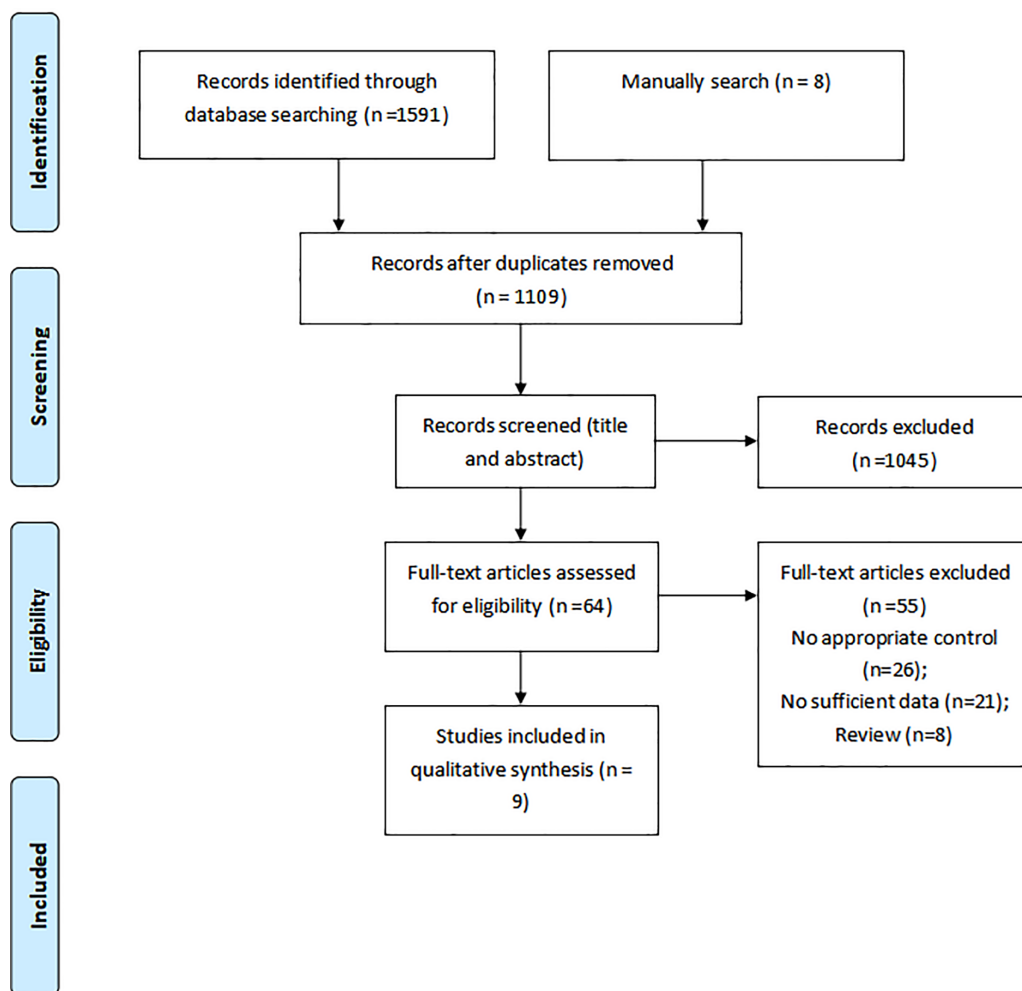 Identification
Records identified through
database searching (n =1591)
Manually search (n = 8)
Records after duplicates removed
(n = 1109)
Screening
Records screened (title
and abstract)
Records excluded
(n =1045)
Eligibility
Full-text articles assessed
for eligibility (n =64)
Full-text articles excluded
(n =55)
No appropriate control
(n=26);
No sufficient data (n=21);
Review (n=8)
Studies included in
qualitative synthesis (n =
9)
Included